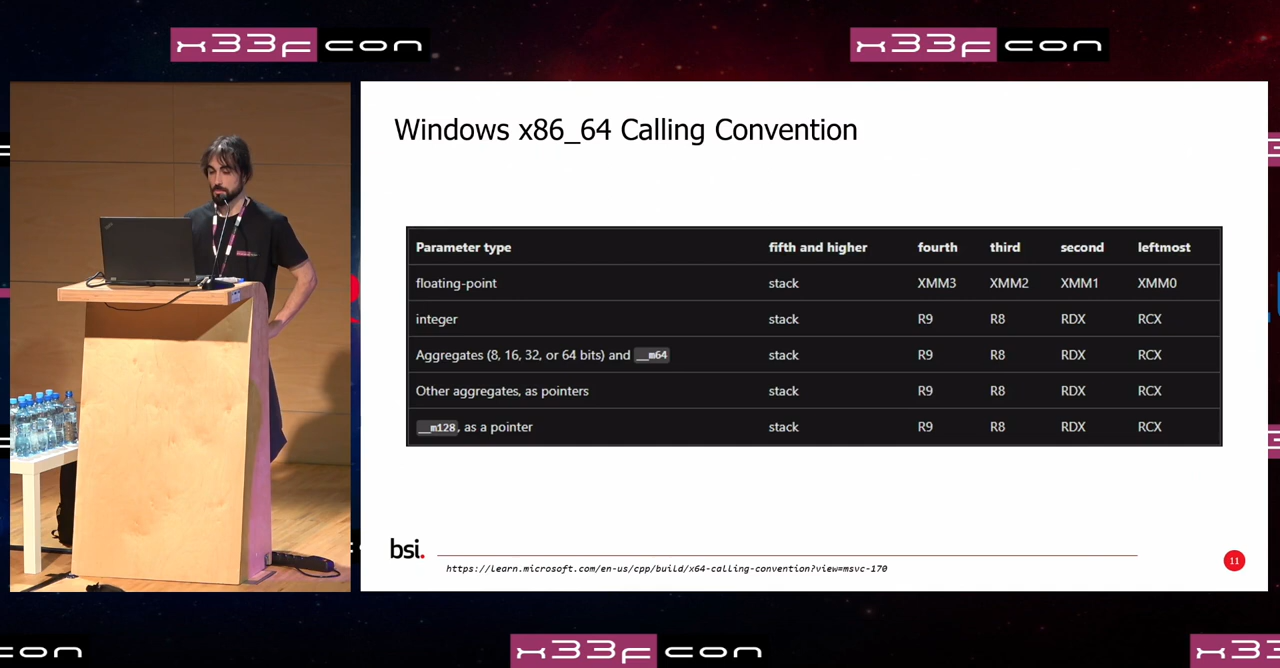 x33fcon
x33fcon
Windows x86_64 Calling Convention
Parameter type fifth and higher fourth third second leftmost
floating-point stack XMM3 XMM2 XMM1 XMM0
integer stack R9 R8 RDX RCX
Aggregates (8, 16, 32, or 64 bits) and __m64 stack R9 R8 RDX RCX
Other aggregates, as pointers stack R9 R8 RDX RCX
__m128, as a pointer stack R9 R8 RDX RCX
bsi.
https://learn.microsoft.com/en-us/cpp/build/x64-calling-convention?view=msvc-170
11
con
x33fcon
x33